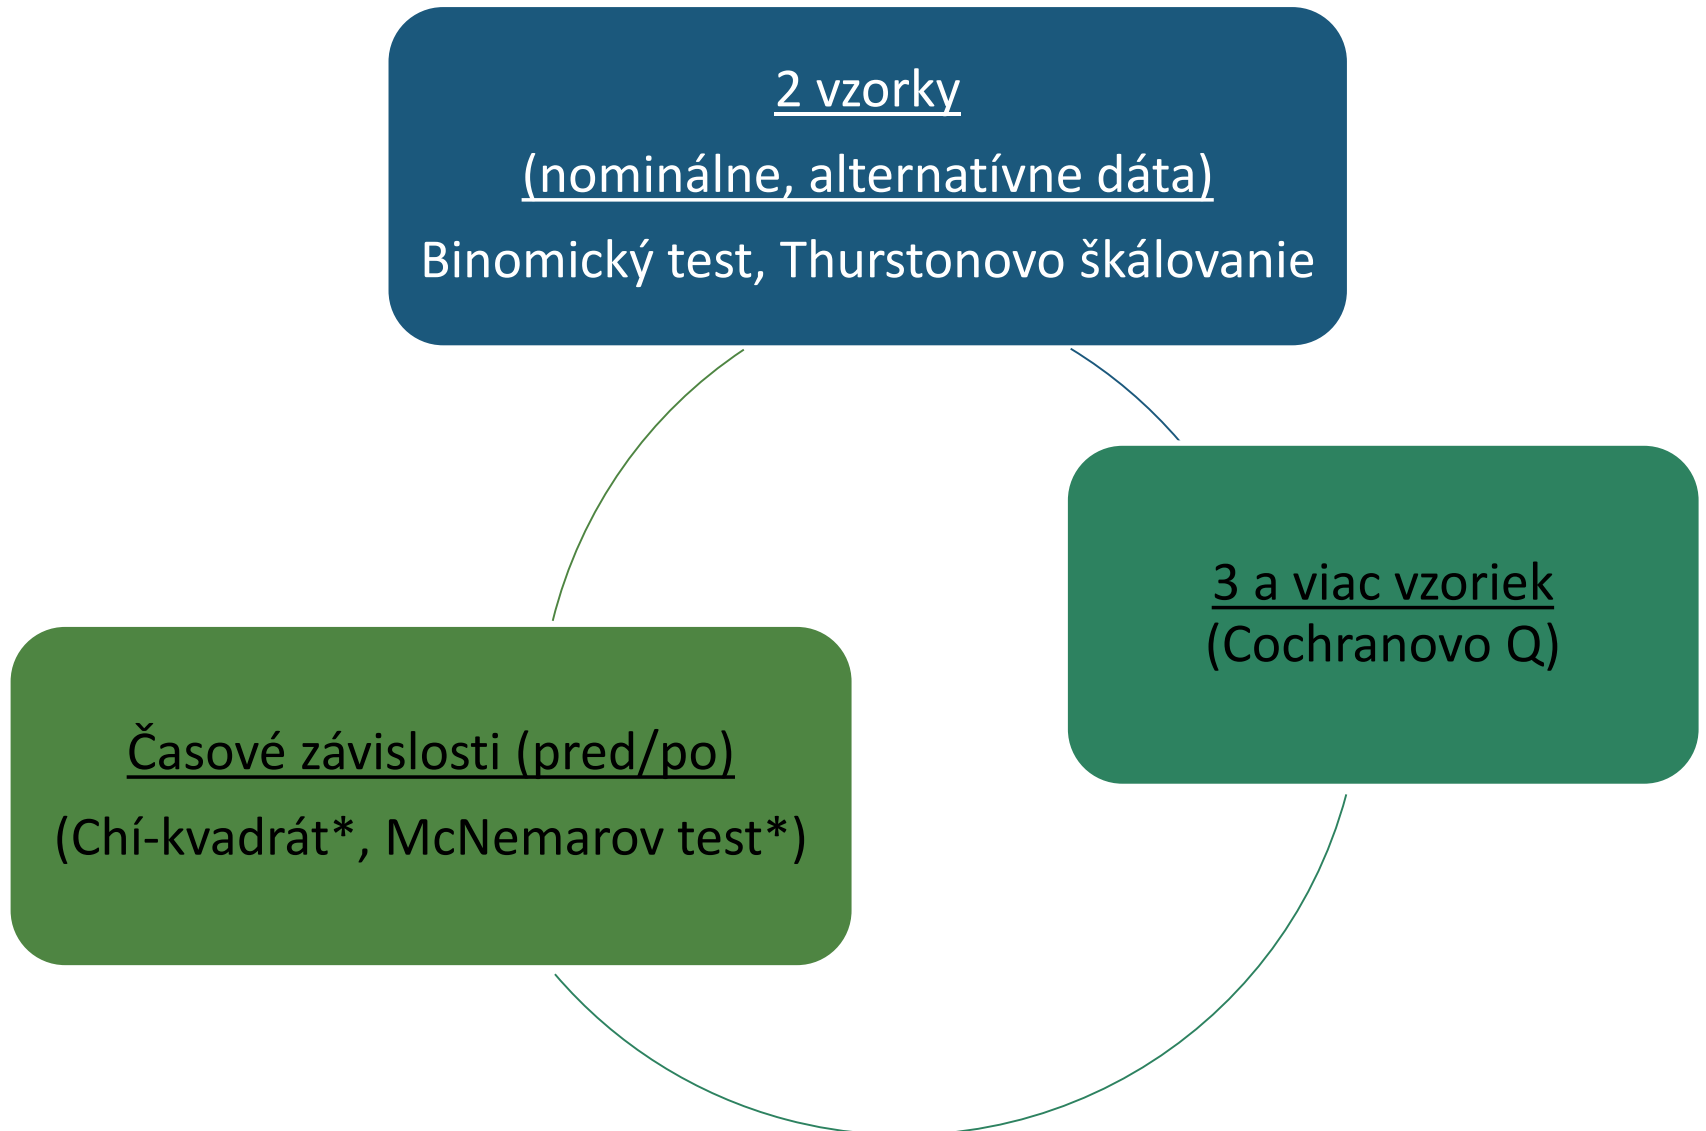 2 vzorky
(nominálne, alternatívne dáta)
Binomický test, Thurstonovo škálovanie
3 a viac vzoriek
(Cochranovo Q)
Časové závislosti (pred/po)
(Chí-kvadrát*, McNemarov test*)